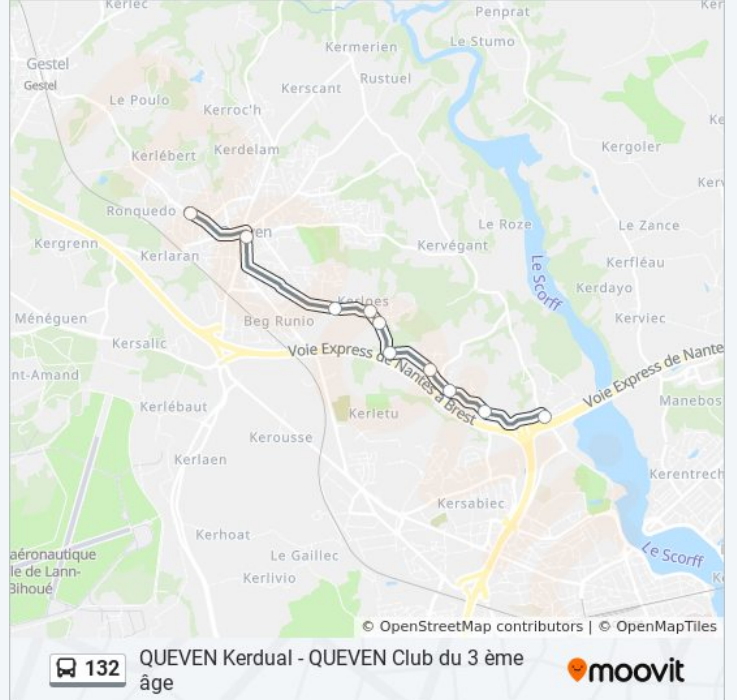 Kerlec
Penprat
Kermerien
Le Stumo
Gestel
Gestel
Rustuel
Kerscant
Le Poulo
Kerroc'h
Kergoler
Kerlébert
Kerdelam
Ronquedo
Le Roze
Le Zance
Kergrenn
Kervégant
Kerlaran
Kerfléau
Le Scorff
Kerdayo
Ménéguen
Beg Runio
Kerviec
Kersalic
Voie Express de Nantes à Brest
Voie Express de Nante
nt-Amand
Manebos
Kerlébaut
Kerletu
Kerousse
Kerlaen
Kerentrech
Kersabiec
Kerhoat
aéronautique
le de Lann-
Bihoué
Le Gaillec
Le Scorff
Kerlivio
© OpenStreetMap contributors | © OpenMapTiles
132
QUEVEN Kerdual - QUEVEN Club du 3 ème
âge
moovit